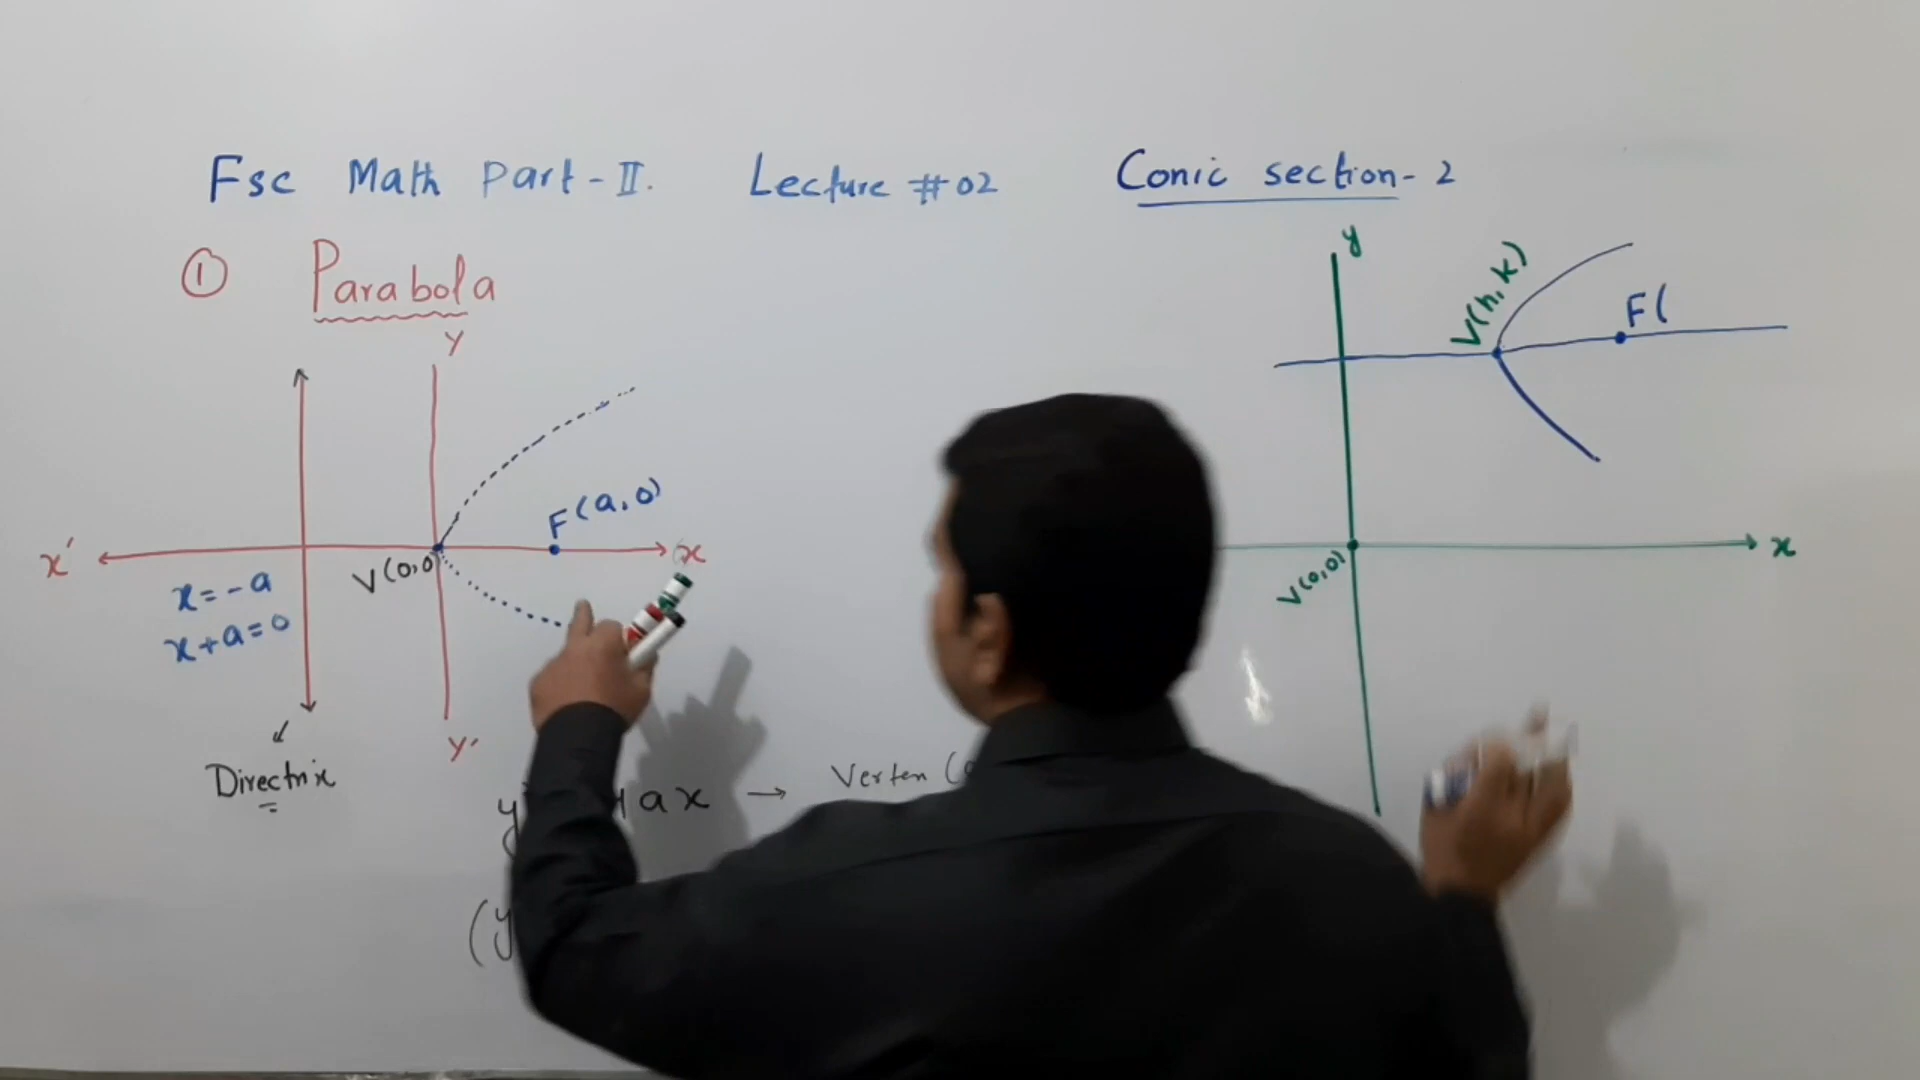 Fsc Math Part-II. Lecture #02 Conic section-2
① Parabola
y
V(h,k)
F(
y
F(a,0)
x'
x
V(0,0)
x=-a
x+a=0
x
V(0,0)
y'
Directrix
Vertex (
y ax →
(y